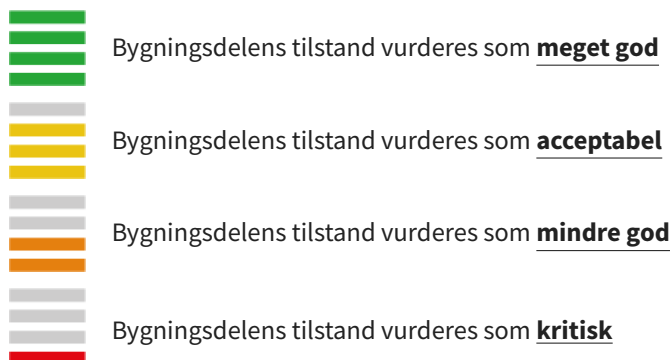 Bygningsdelens tilstand vurderes som meget god
Bygningsdelens tilstand vurderes som acceptabel
Bygningsdelens tilstand vurderes som mindre god
Bygningsdelens tilstand vurderes som kritisk